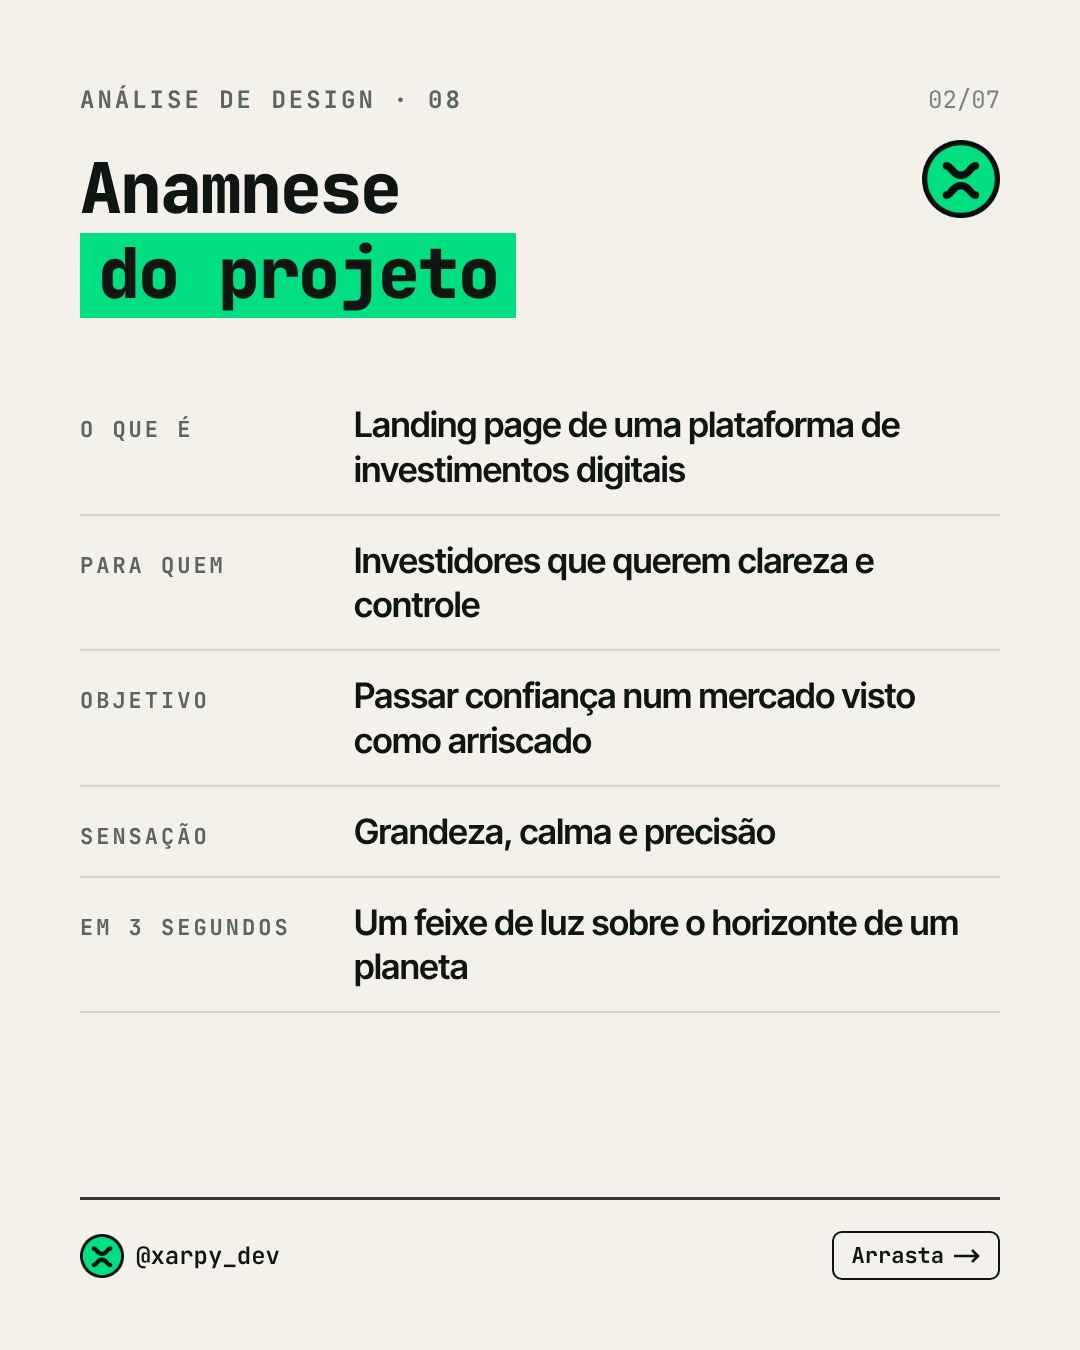 ANÁLISE DE DESIGN · 08
02/07
Anamnese
do projeto
O QUE É
Landing page de uma plataforma de
investimentos digitais
PARA QUEM
Investidores que querem clareza e
controle
OBJETIVO
Passar confiança num mercado visto
como arriscado
SENSAÇÃO
Grandeza, calma e precisão
EM 3 SEGUNDOS
Um feixe de luz sobre o horizonte de um
planeta
@xarpy_dev
Arrasta →